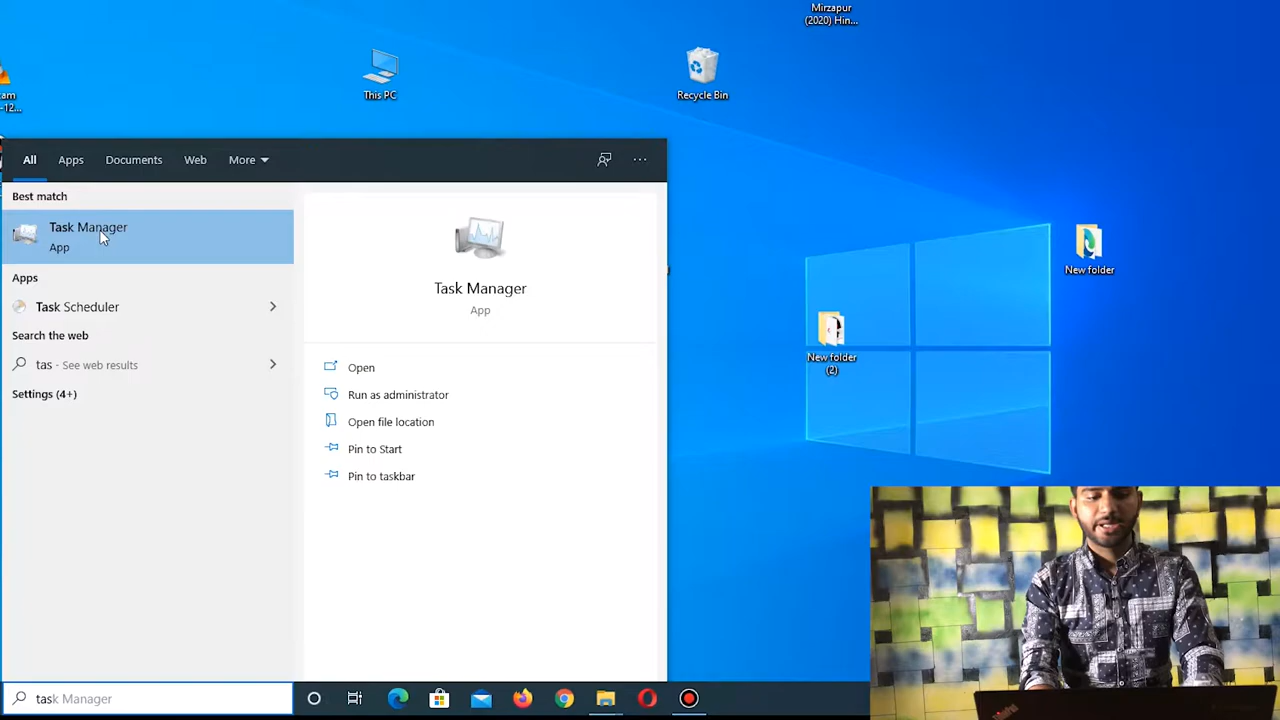 Mirzapur
(2020) Hin...
This PC
Recycle Bin
am
-12...
All
Apps
Documents
Web
More
Best match
Task Manager
App
Apps
Task Scheduler
Search the web
tas - See web results
Settings (4+)
Task Manager
App
Open
Run as administrator
Open file location
Pin to Start
Pin to taskbar
New folder
New folder
(2)
task Manager